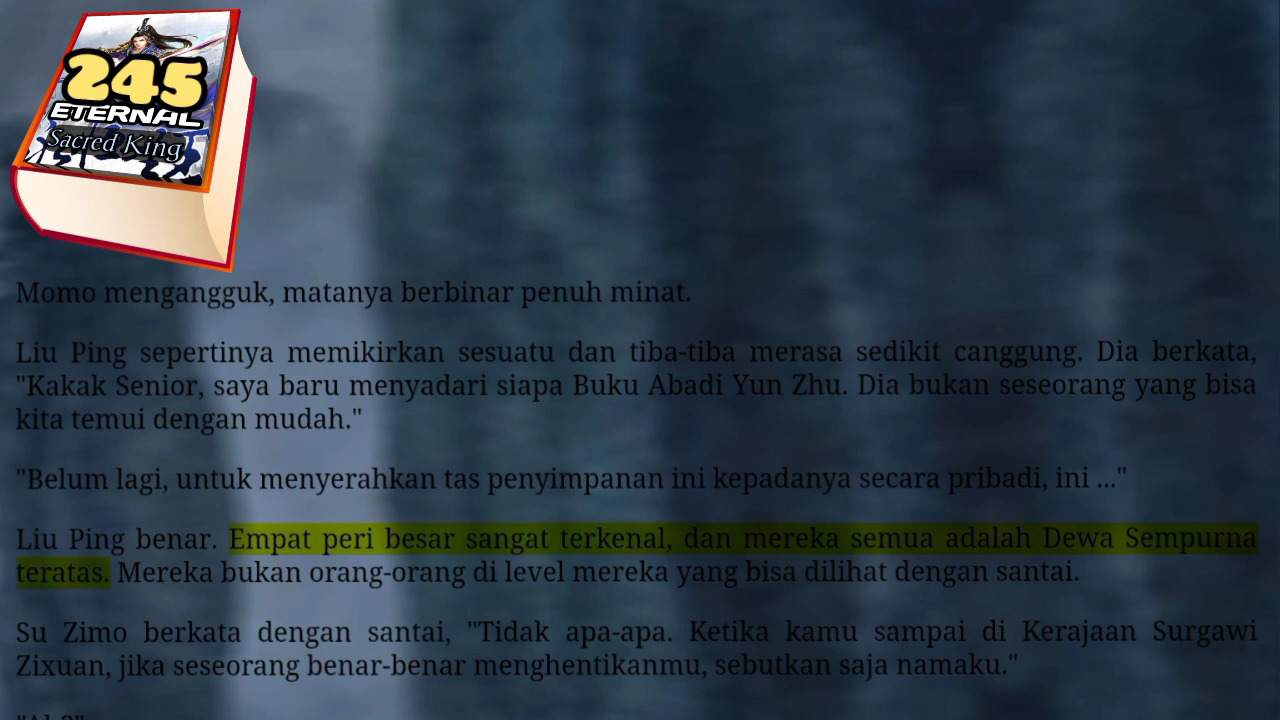 245
ETERNAL
Sacred King
Momo mengangguk, matanya berbinar penuh minat.
Liu Ping sepertinya memikirkan sesuatu dan tiba-tiba merasa sedikit canggung. Dia berkata,
"Kakak Senior, saya baru menyadari siapa Buku Abadi Yun Zhu. Dia bukan seseorang yang bisa
kita temui dengan mudah."
"Belum lagi, untuk menyerahkan tas penyimpanan ini kepadanya secara pribadi, ini ..."
Liu Ping benar. Empat peri besar sangat terkenal, dan mereka semua adalah Dewa Sempurna
teratas. Mereka bukan orang-orang di level mereka yang bisa dilihat dengan santai.
Su Zimo berkata dengan santai, "Tidak apa-apa. Ketika kamu sampai di Kerajaan Surgawi
Zixuan, jika seseorang benar-benar menghentikanmu, sebutkan saja namaku."